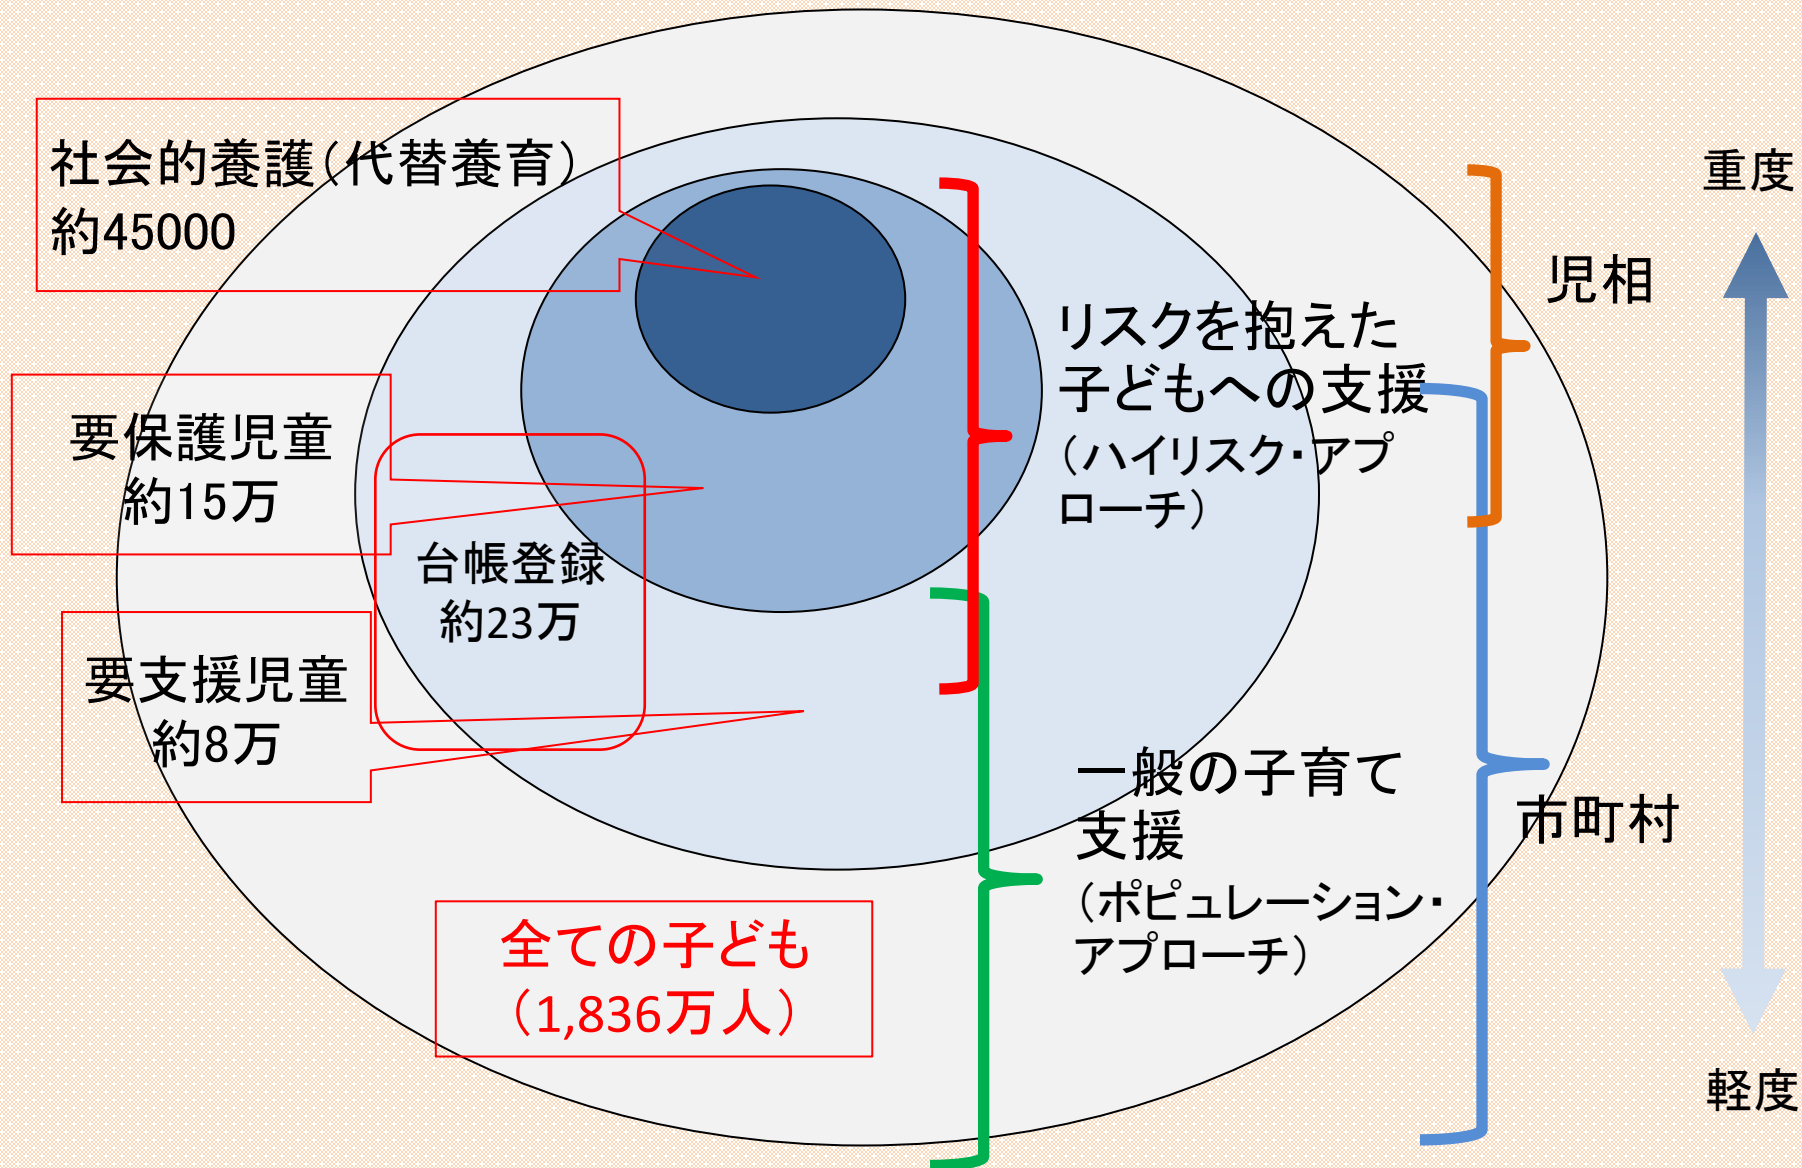 社会的養護(代替養育)
約45000
要保護児童
約15万
台帳登録
約23万
要支援児童
約8万
全ての子ども
(1,836万人)
リスクを抱えた
子どもへの支援
(ハイリスク・アプ
ローチ)
一般の子育て
支援
(ポピュレーション・
アプローチ)
児相
市町村
重度
軽度